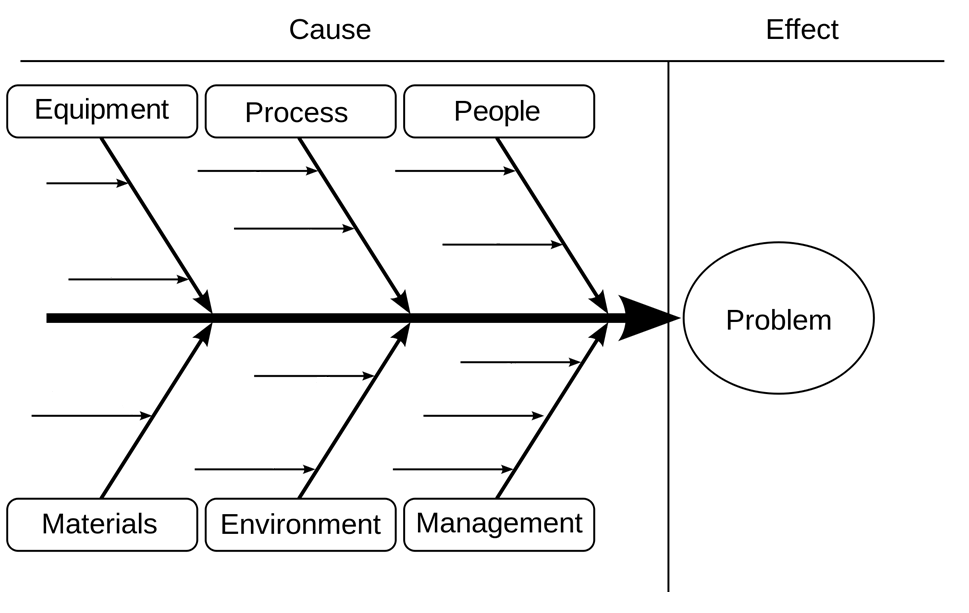 Cause
Effect
Equipment
Process
People
Problem
Materials
Environment
Management